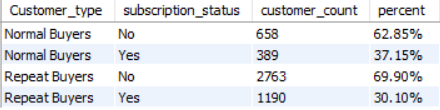 Customer_type subscription_status customer_count percent
Normal Buyers No 658 62.85%
Normal Buyers Yes 389 37.15%
Repeat Buyers No 2763 69.90%
Repeat Buyers Yes 1190 30.10%